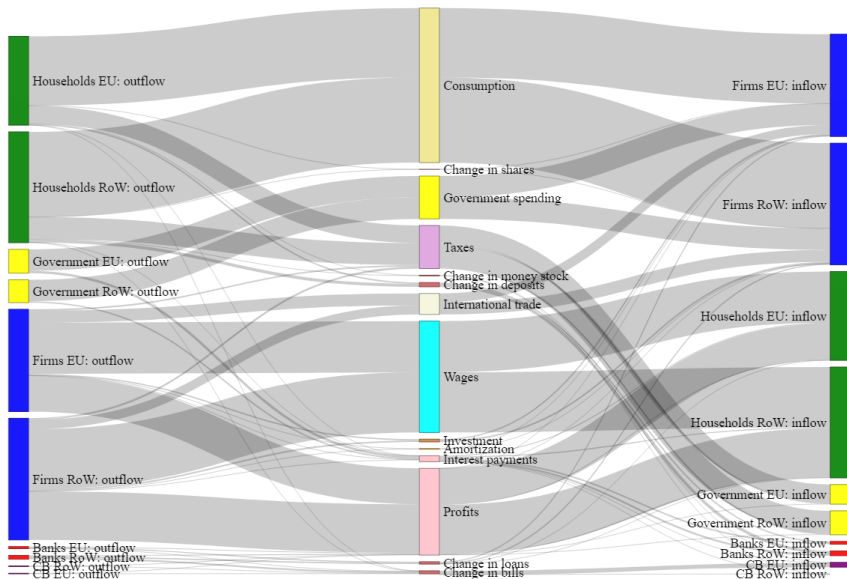 Households EU: outflow
Households RoW: outflow
Government EU: outflow
Government RoW: outflow
Firms EU: outflow
Firms RoW: outflow
Banks EU: outflow
Banks RoW: outflow
CB RoW: outflow
CB EU: outflow
Consumption
Change in shares
Government spending
Taxes
Change in money stock
Change in deposits
International trade
Wages
Investment
Amortization
Interest payments
Profits
Change in loans
Change in bills
Firms EU: inflow
Firms RoW: inflow
Households EU: inflow
Households RoW: inflow
Government EU: inflow
Government RoW: inflow
Banks EU: inflow
Banks RoW: inflow
CB EU: inflow
CB RoW: inflow